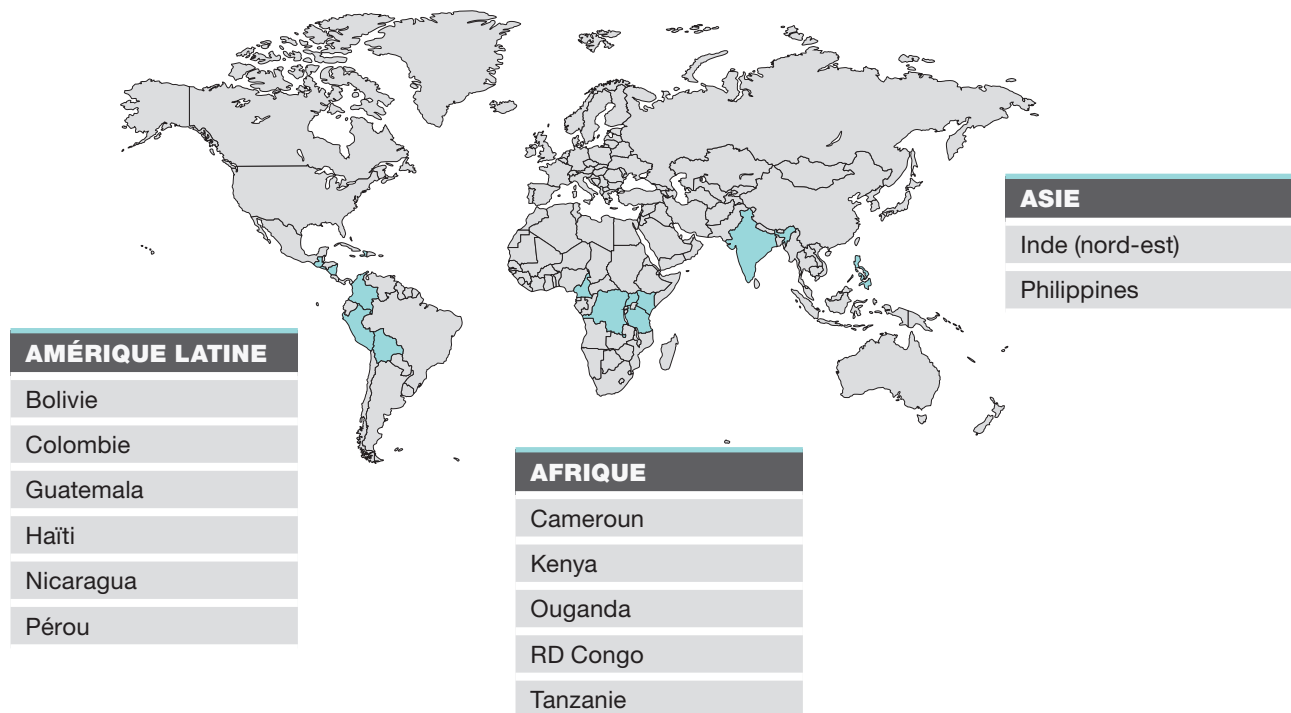 ASIE
Inde (nord-est)
Philippines
AMÉRIQUE LATINE
Bolivie
Colombie
Guatemala
Haïti
Nicaragua
Pérou
AFRIQUE
Cameroun
Kenya
Ouganda
RD Congo
Tanzanie